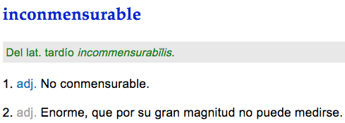 inconmensurable
Del lat. tardío incommensurabĭlis.
1. adj. No conmensurable.
2. adj. Enorme, que por su gran magnitud no puede medirse.